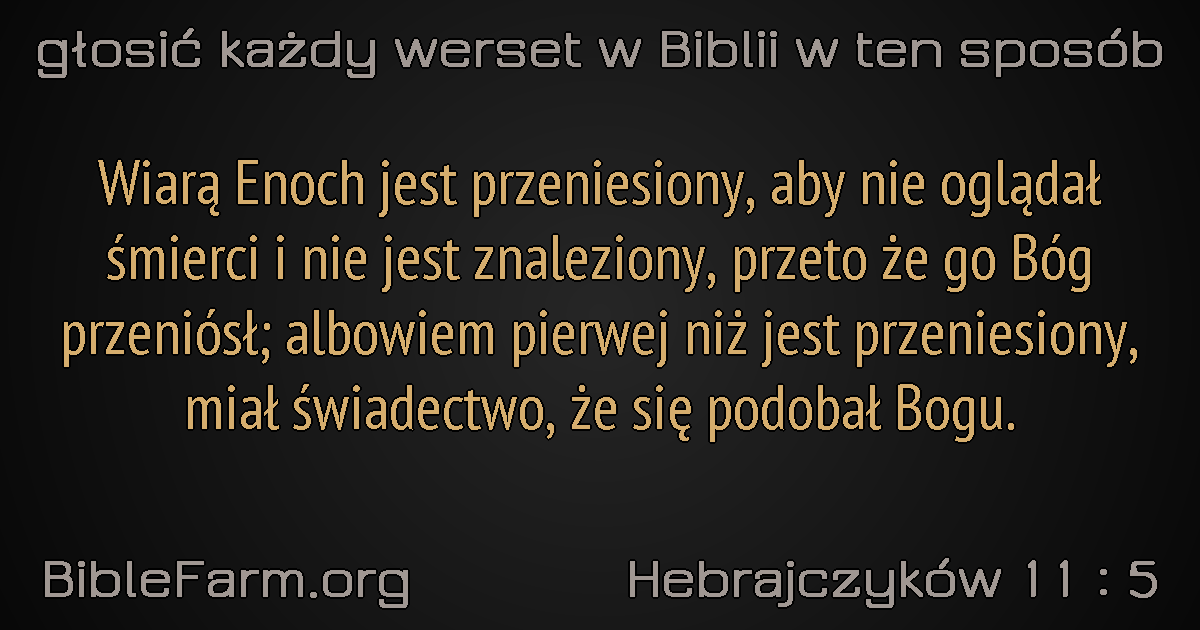 głosić każdy werset w Biblii w ten sposób
Wiarą Enoch jest przeniesiony, aby nie oglądał
śmierci i nie jest znaleziony, przeto że go Bóg
przeniósł; albowiem pierwej niż jest przeniesiony,
miał świadectwo, że się podobał Bogu.
BibleFarm.org
Hebrajczyków 11 : 5